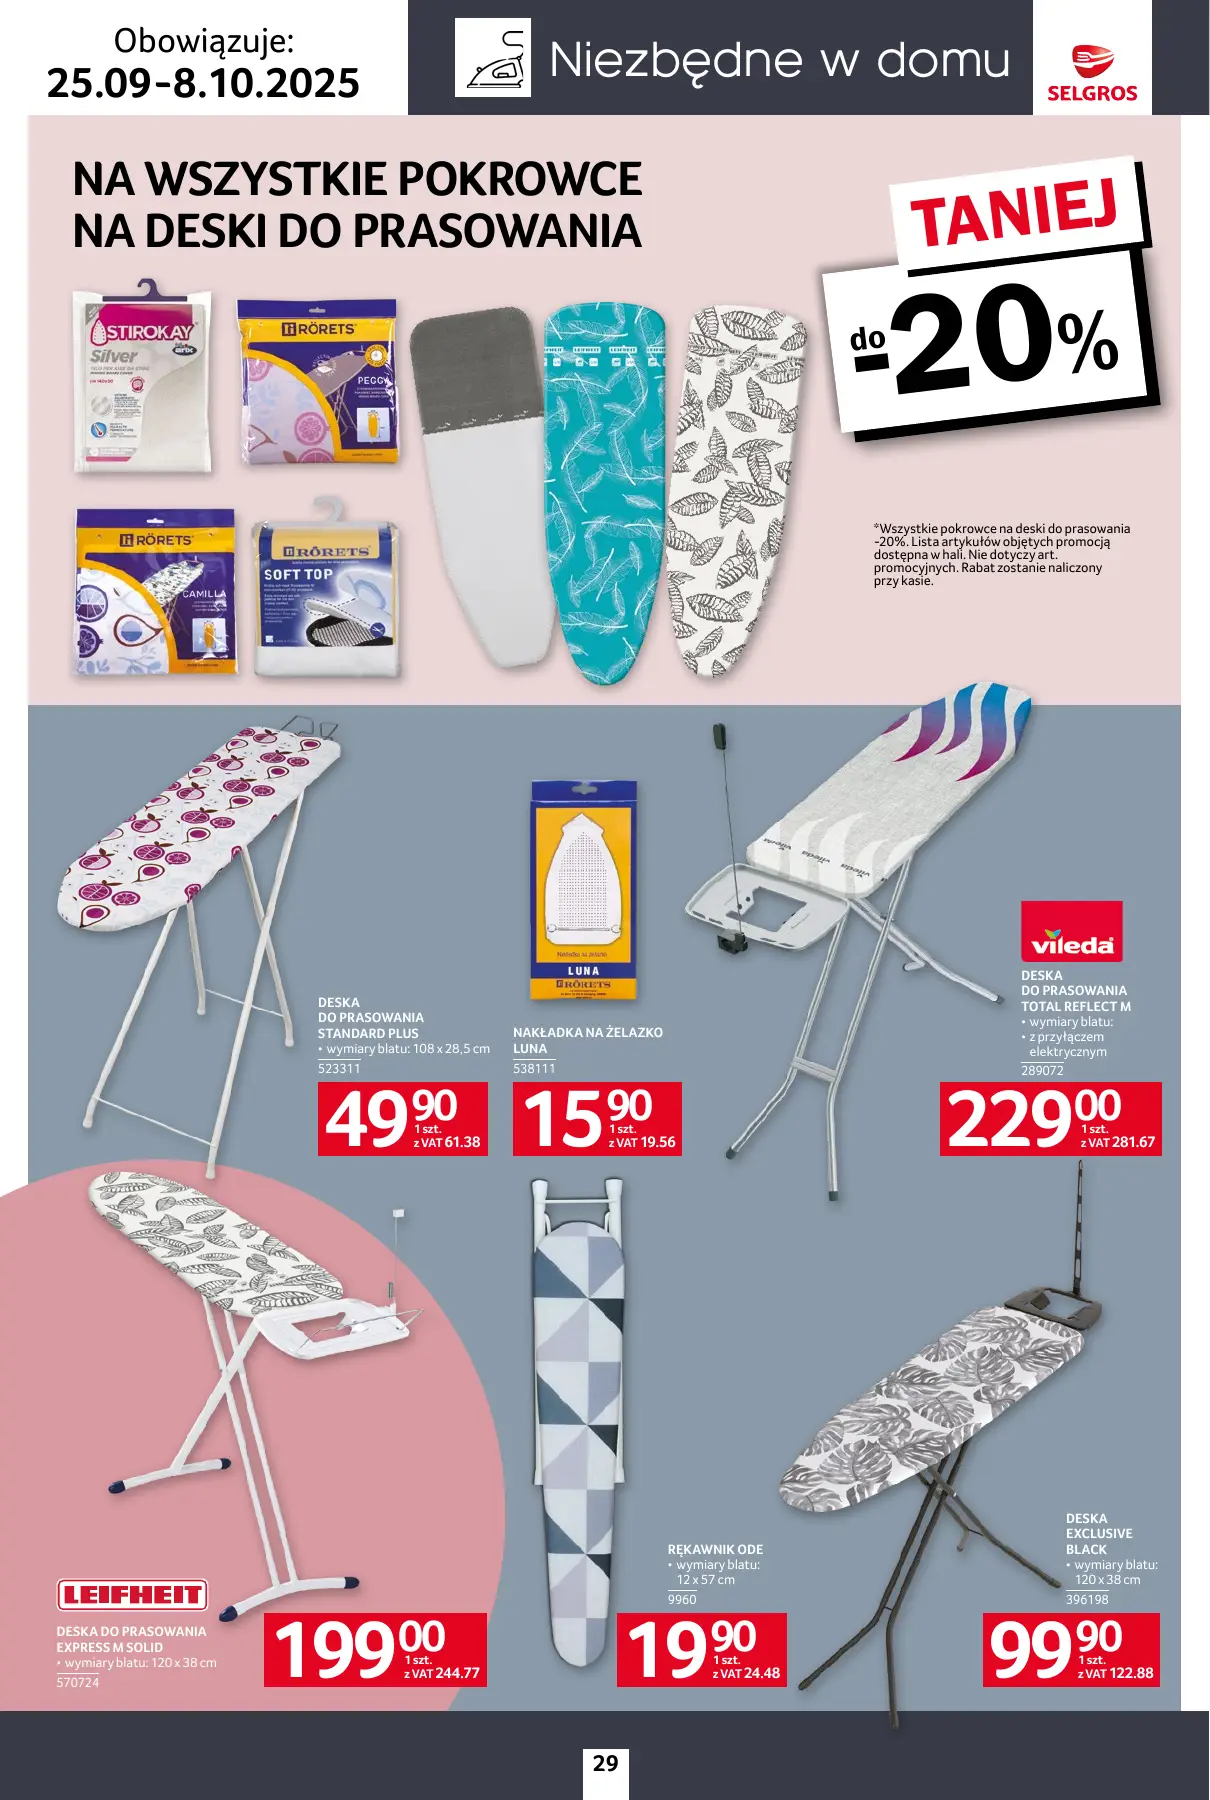 Obowiązuje:
25.09-8.10.2025
Niezbędne w domu
SELGROS
NA WSZYSTKIE POKROWCE
NA DESKI DO PRASOWANIA
TANIEJ
do
-20%
STIROKAY
Silver
RÖRETS
PEGGY
RÖRETS
CAMILLA
RÖRETS
SOFT TOP
LEIFHEIT
*Wszystkie pokrowce na deski do prasowania
-20%. Lista artykułów objętych promocją
dostępna w hali. Nie dotyczy art.
promocyjnych. Rabat zostanie naliczony
przy kasie.
DESKA
DO PRASOWANIA
STANDARD PLUS
• wymiary blatu: 108 x 28,5 cm
523311
49 90
1 szt.
z VAT 61.38
Nakładka na żelazko
LUNA
RÖRETS
NAKŁADKA NA ŻELAZKO
LUNA
538111
15 90
1 szt.
z VAT 19.56
vileda
vileda
vileda
vileda
DESKA
DO PRASOWANIA
TOTAL REFLECT M
• wymiary blatu:
• z przyłączem
elektrycznym
289072
229 00
1 szt.
z VAT 281.67
LEIFHEIT
DESKA DO PRASOWANIA
EXPRESS M SOLID
• wymiary blatu: 120 x 38 cm
570724
199 00
1 szt.
z VAT 244.77
RĘKAWNIK ODE
• wymiary blatu:
12 x 57 cm
9960
19 90
1 szt.
z VAT 24.48
DESKA
EXCLUSIVE
BLACK
• wymiary blatu:
120 x 38 cm
396198
99 90
1 szt.
z VAT 122.88
29